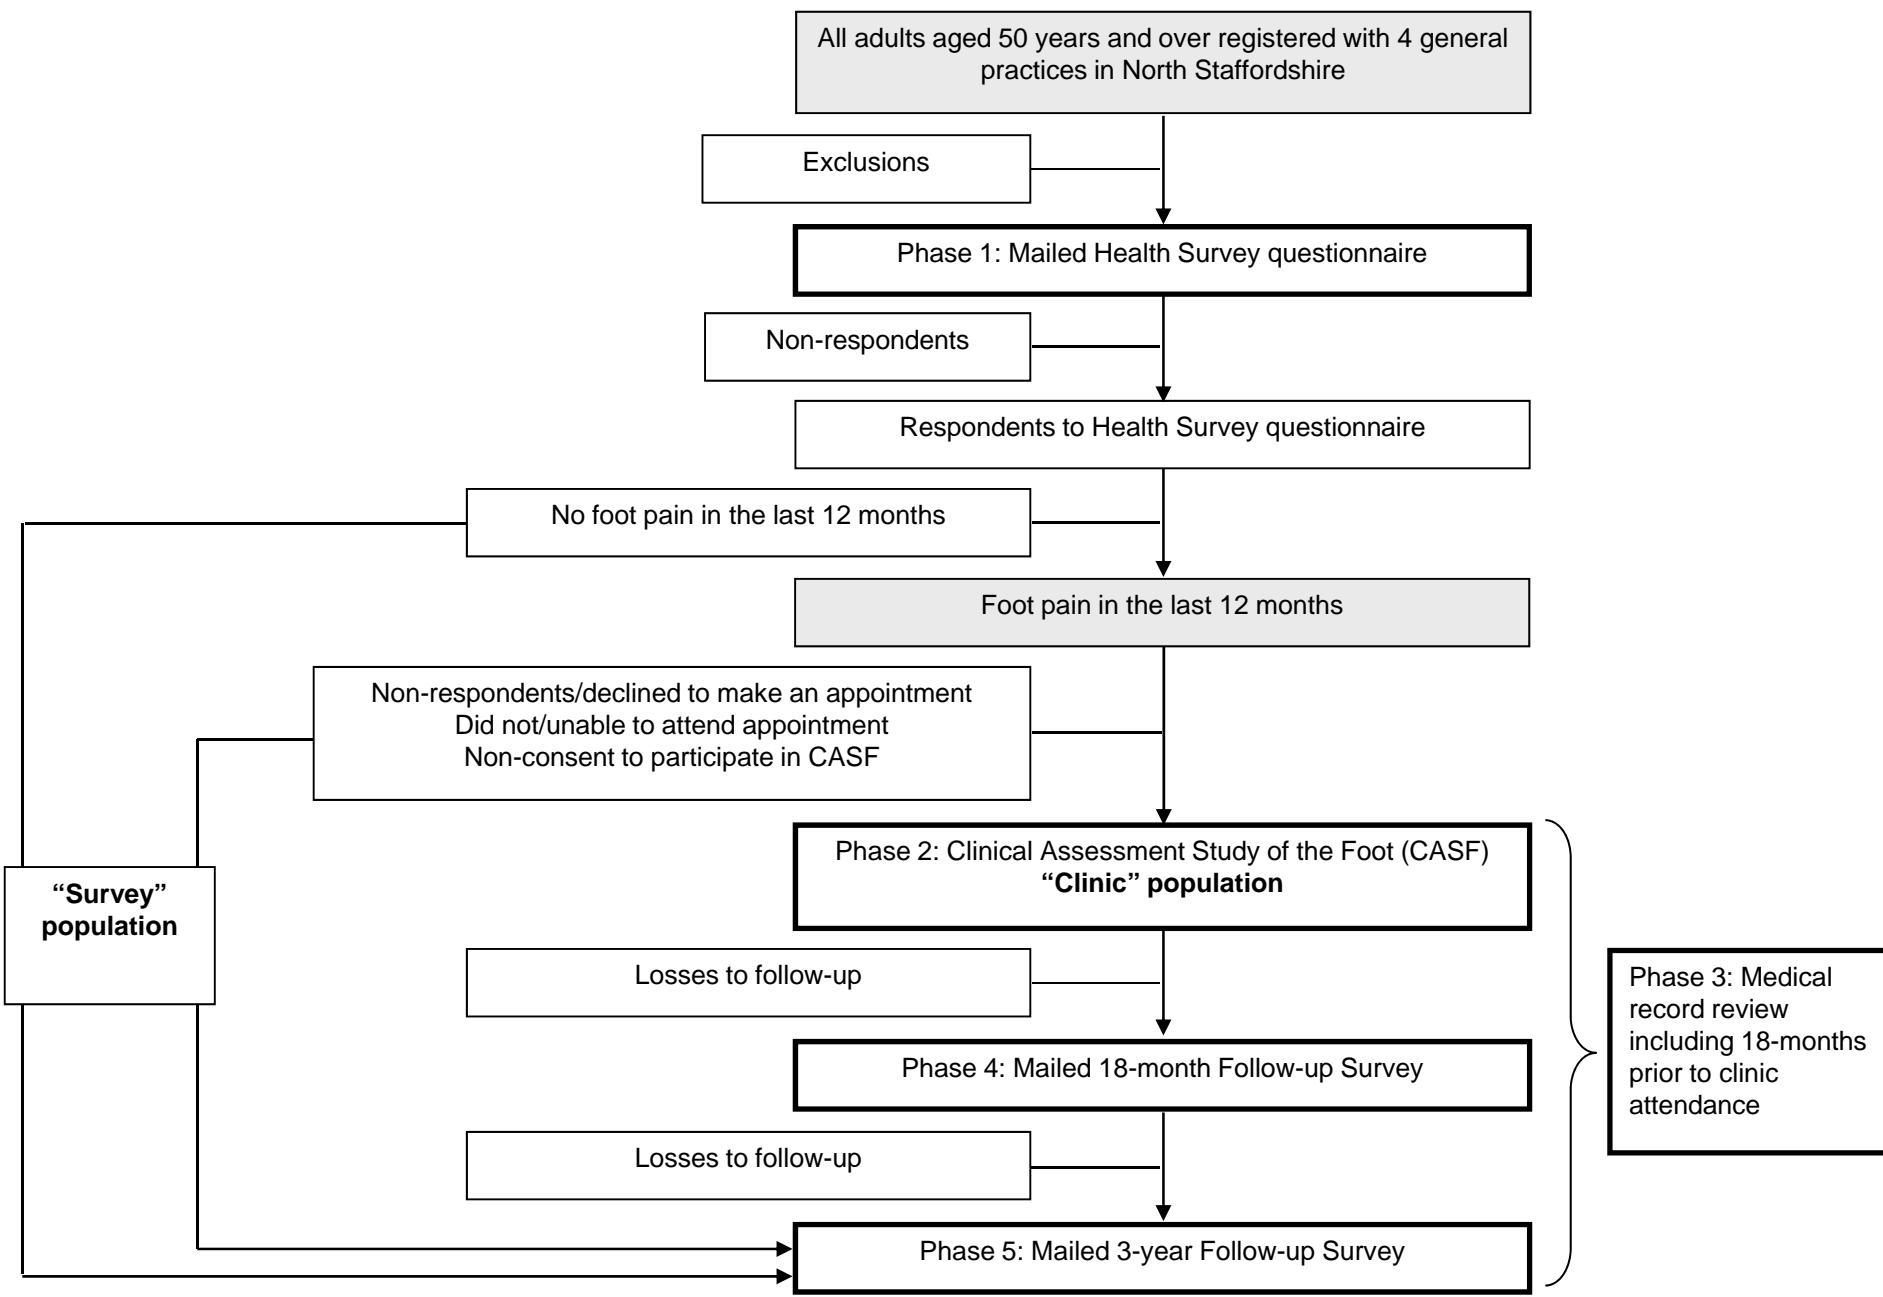 All adults aged 50 years and over registered with 4 general
practices in North Staffordshire
Exclusions
Phase 1: Mailed Health Survey questionnaire
Non-respondents
Respondents to Health Survey questionnaire
No foot pain in the last 12 months
Foot pain in the last 12 months
Non-respondents/declined to make an appointment
Did not/unable to attend appointment
Non-consent to participate in CASF
Phase 2: Clinical Assessment Study of the Foot (CASF)
“Clinic” population
“Survey”
population
Losses to follow-up
Phase 3: Medical
record review
including 18-months
prior to clinic
attendance
Phase 4: Mailed 18-month Follow-up Survey
Losses to follow-up
Phase 5: Mailed 3-year Follow-up Survey